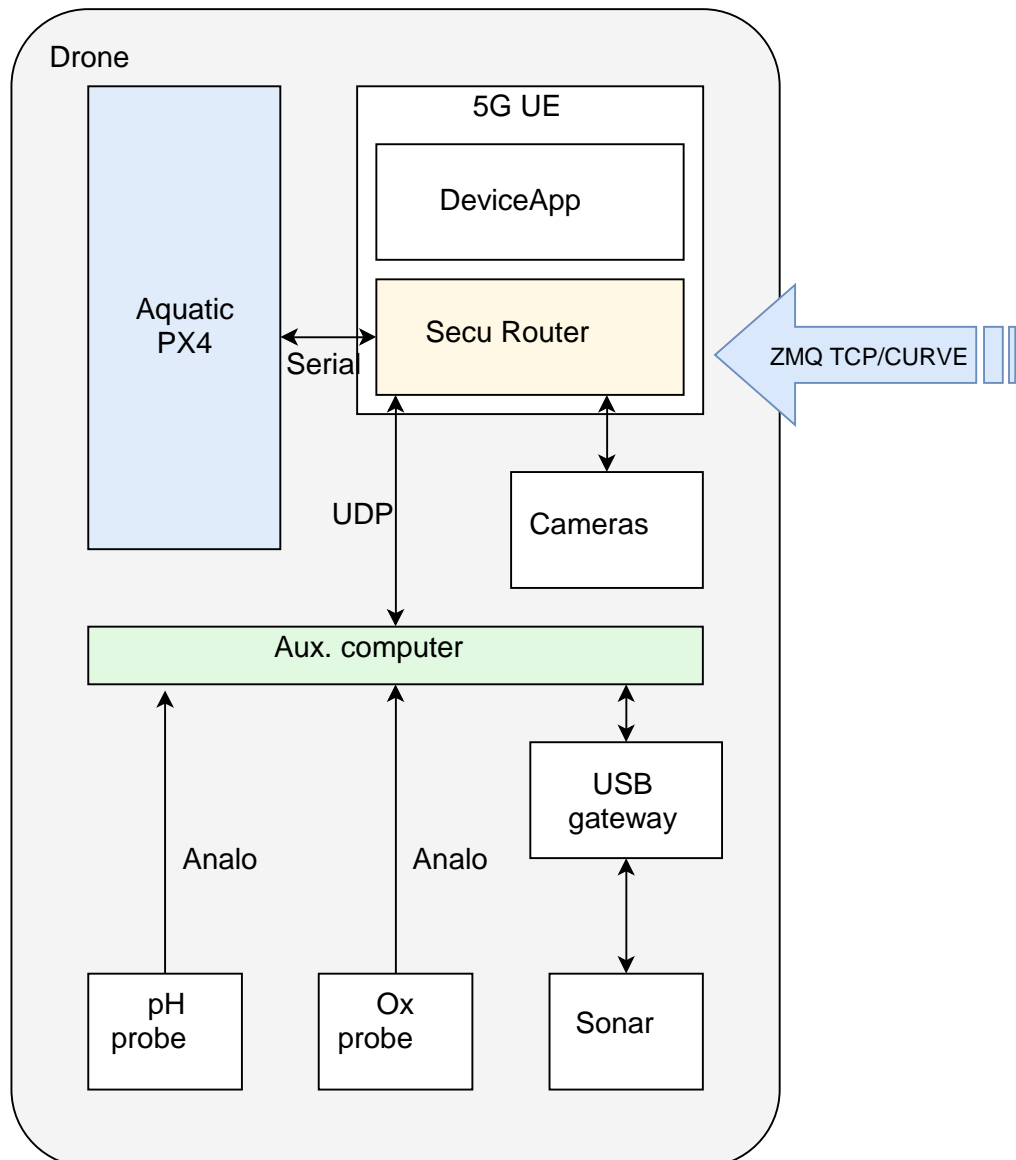 Drone
5G UE
DeviceApp
Aquatic
PX4
Secu Router
Serial
ZMQ TCP/CURVE
UDP
Cameras
Aux. computer
USB
gateway
Analo
Analo
pH
probe
Ox
probe
Sonar